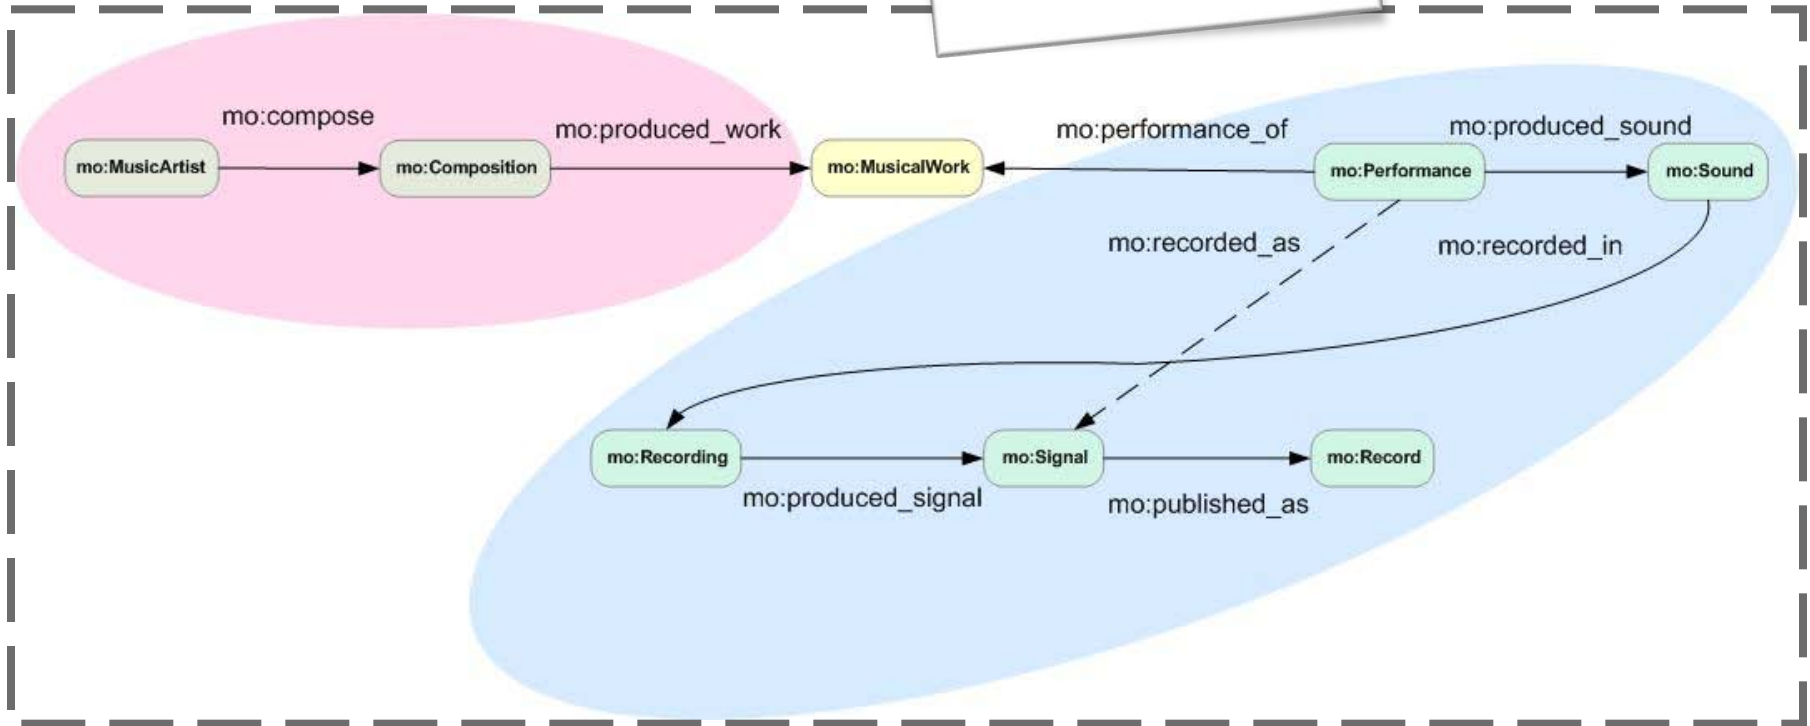 mo:compose
mo:produced_work
mo:performance_of
mo:produced_sound
mo:MusicArtist
mo:Composition
mo:MusicalWork
mo:Performance
mo:Sound
mo:recorded_as
mo:recorded_in
mo:Recording
mo:Signal
mo:Record
mo:produced_signal
mo:published_as